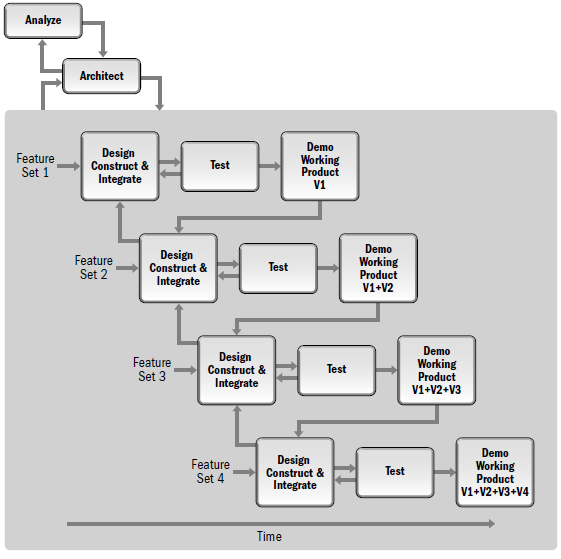 Analyze
Architect
Feature
Set 1
Design
Construct &
Integrate
Test
Demo
Working
Product
V1
Feature
Set 2
Design
Construct &
Integrate
Test
Demo
Working
Product
V1+V2
Feature
Set 3
Design
Construct &
Integrate
Test
Demo
Working
Product
V1+V2+V3
Feature
Set 4
Design
Construct &
Integrate
Test
Demo
Working
Product
V1+V2+V3+V4
Time